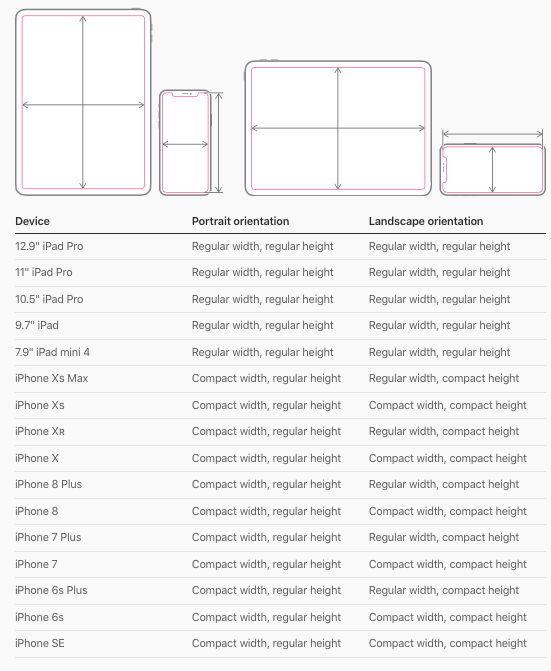 Device Portrait orientation Landscape orientation
12.9" iPad Pro Regular width, regular height Regular width, regular height
11" iPad Pro Regular width, regular height Regular width, regular height
10.5" iPad Pro Regular width, regular height Regular width, regular height
9.7" iPad Regular width, regular height Regular width, regular height
7.9" iPad mini 4 Regular width, regular height Regular width, regular height
iPhone Xs Max Compact width, regular height Regular width, compact height
iPhone Xs Compact width, regular height Compact width, compact height
iPhone Xʀ Compact width, regular height Regular width, compact height
iPhone X Compact width, regular height Compact width, compact height
iPhone 8 Plus Compact width, regular height Regular width, compact height
iPhone 8 Compact width, regular height Compact width, compact height
iPhone 7 Plus Compact width, regular height Regular width, compact height
iPhone 7 Compact width, regular height Compact width, compact height
iPhone 6s Plus Compact width, regular height Regular width, compact height
iPhone 6s Compact width, regular height Compact width, compact height
iPhone SE Compact width, regular height Compact width, compact height